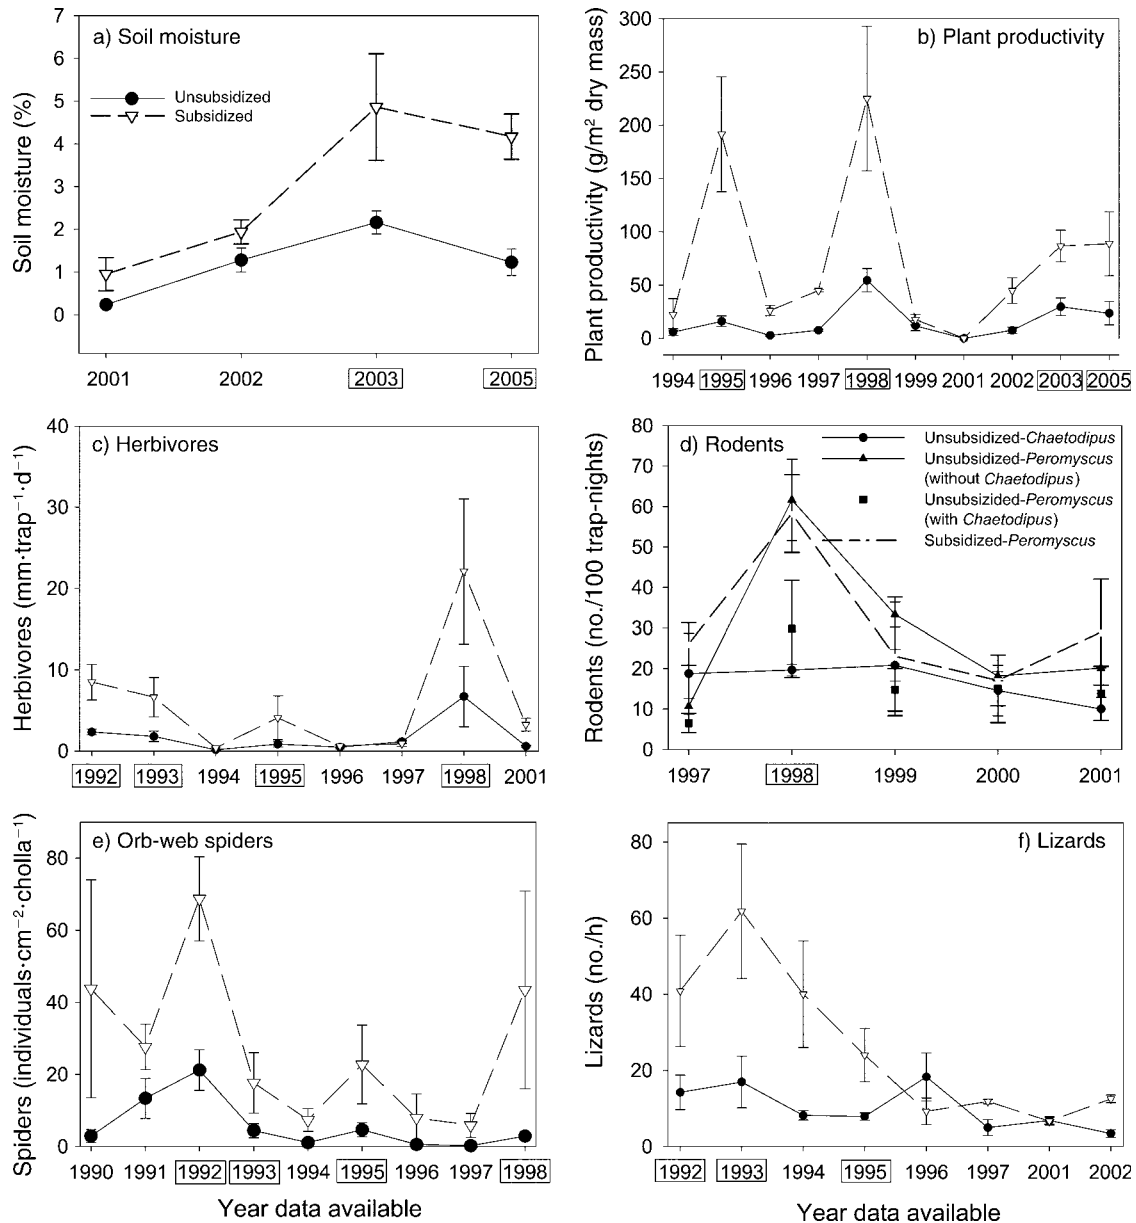 a) Soil moisture
Unsubsidized
Subsidized
Soil moisture (%)
7
6
5
4
3
2
1
0
2001 2002 2003 2005
b) Plant productivity
Plant productivity (g/m² dry mass)
300
250
200
150
100
50
0
1994 1995 1996 1997 1998 1999 2001 2002 2003 2005
c) Herbivores
Herbivores (mm·trap⁻¹·d⁻¹)
40
30
20
10
0
1992 1993 1994 1995 1996 1997 1998 2001
d) Rodents
Unsubsidized-Chaetodipus
Unsubsidized-Peromyscus
(without Chaetodipus)
Unsubsizided-Peromyscus
(with Chaetodipus)
Subsidized-Peromyscus
Rodents (no./100 trap-nights)
80
70
60
50
40
30
20
10
0
1997 1998 1999 2000 2001
e) Orb-web spiders
Spiders (individuals·cm⁻²·cholla⁻¹)
80
60
40
20
0
1990 1991 1992 1993 1994 1995 1996 1997 1998
Year data available
f) Lizards
Lizards (no./h)
80
60
40
20
0
1992 1993 1994 1995 1996 1997 2001 2002
Year data available